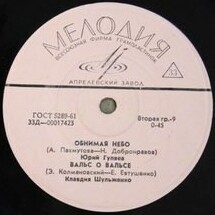 МЕЛОДИЯ
ВСЕСОЮЗНАЯ ФИРМА ГРАМПЛАСТИНОК
АПРЕЛЕВСКИЙ ЗАВОД
33
ГОСТ 5289-61
33Д—00017423
Вторая гр.-9
0-45
ОБНИМАЯ НЕБО
(А. Пахмутова—Н. Добронравов)
Юрий Гуляев
ВАЛЬС О ВАЛЬСЕ
(Э. Колмановский—Е. Евтушенко)
Клавдия Шульженко